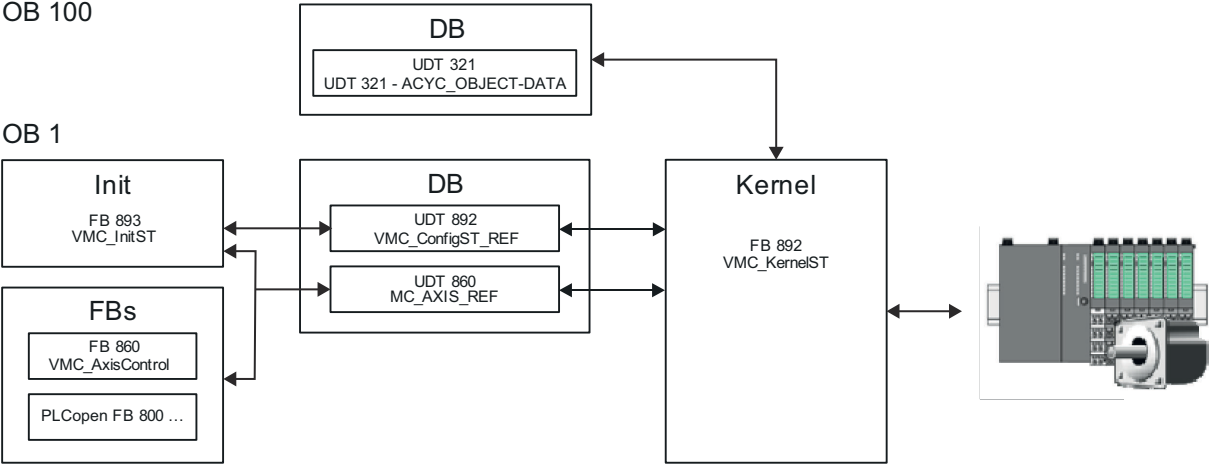 OB 100
DB
UDT 321
UDT 321 - ACYC_OBJECT-DATA
OB 1
Init
FB 893
VMC_InitST
DB
UDT 892
VMC_ConfigST_REF
UDT 860
MC_AXIS_REF
Kernel
FB 892
VMC_KernelST
FBs
FB 860
VMC_AxisControl
PLCopen FB 800 ...